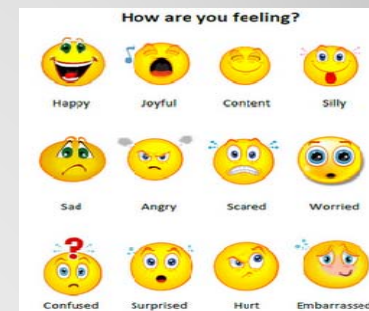 How are you feeling?
Happy Joyful Content Silly
Sad Angry Scared Worried
Confused Surprised Hurt Embarrassed